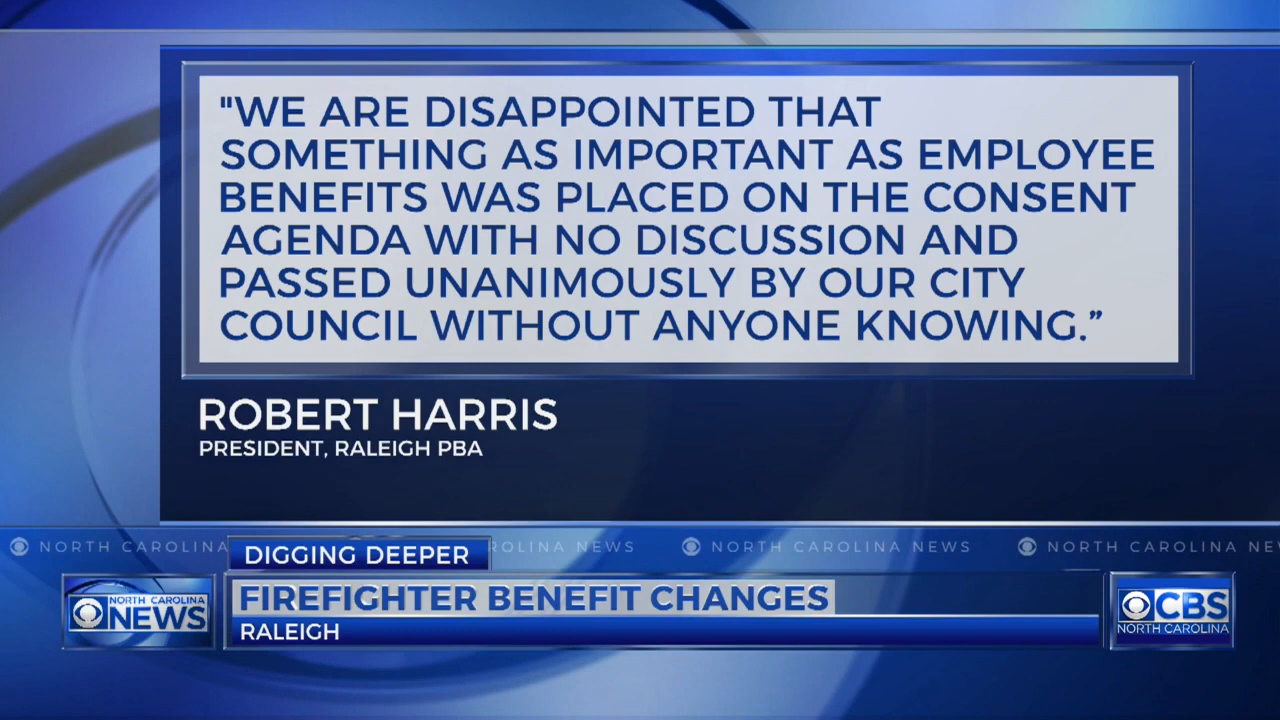 "WE ARE DISAPPOINTED THAT
SOMETHING AS IMPORTANT AS EMPLOYEE
BENEFITS WAS PLACED ON THE CONSENT
AGENDA WITH NO DISCUSSION AND
PASSED UNANIMOUSLY BY OUR CITY
COUNCIL WITHOUT ANYONE KNOWING.”
ROBERT HARRIS
PRESIDENT, RALEIGH PBA
NORTH CAROLINA
ROLINA NEWS
NORTH CAROLINA NEWS
NORTH CAROLINA NE
DIGGING DEEPER
NORTH CAROLINA
NEWS
FIREFIGHTER BENEFIT CHANGES
RALEIGH
CBS
NORTH CAROLINA